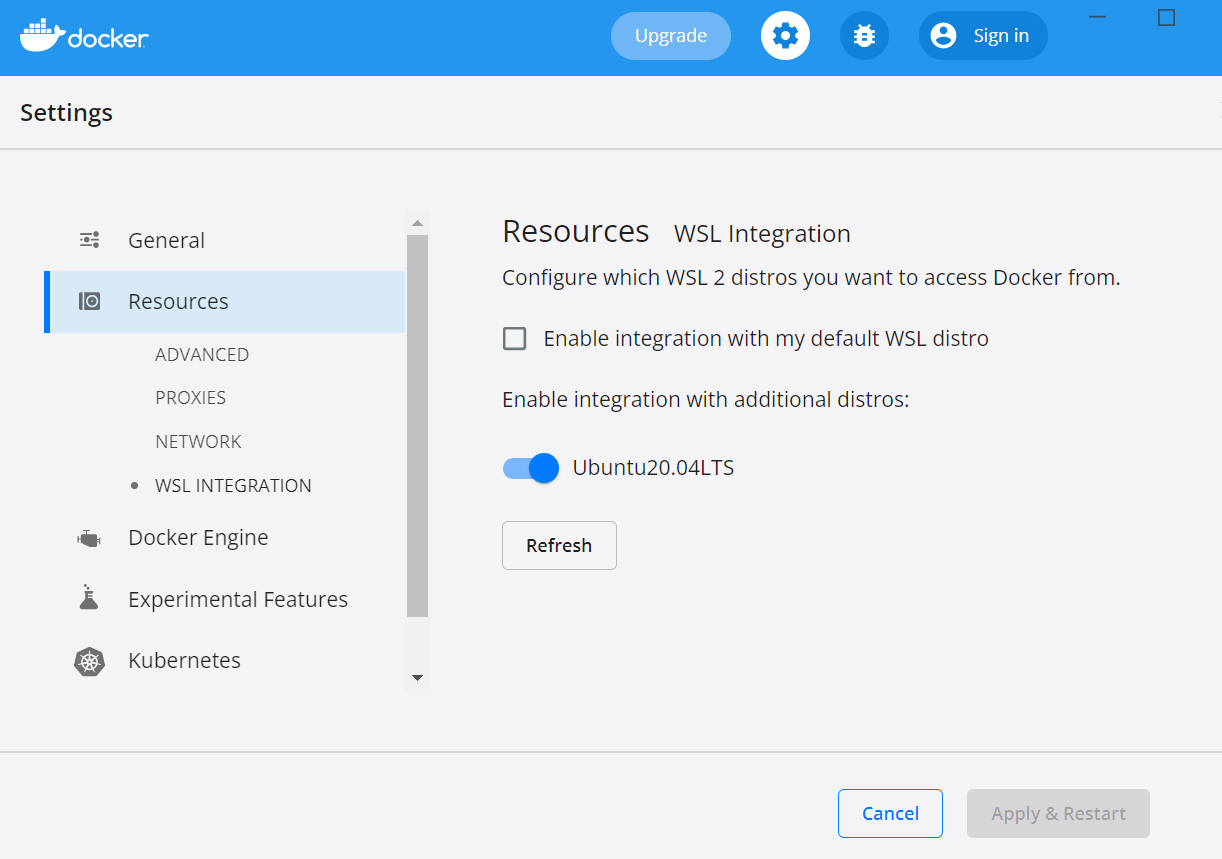 docker
Upgrade
Sign in
Settings
General
Resources
ADVANCED
PROXIES
NETWORK
WSL INTEGRATION
Docker Engine
Experimental Features
Kubernetes
Resources WSL Integration
Configure which WSL 2 distros you want to access Docker from.
Enable integration with my default WSL distro
Enable integration with additional distros:
Ubuntu20.04LTS
Refresh
Cancel
Apply & Restart